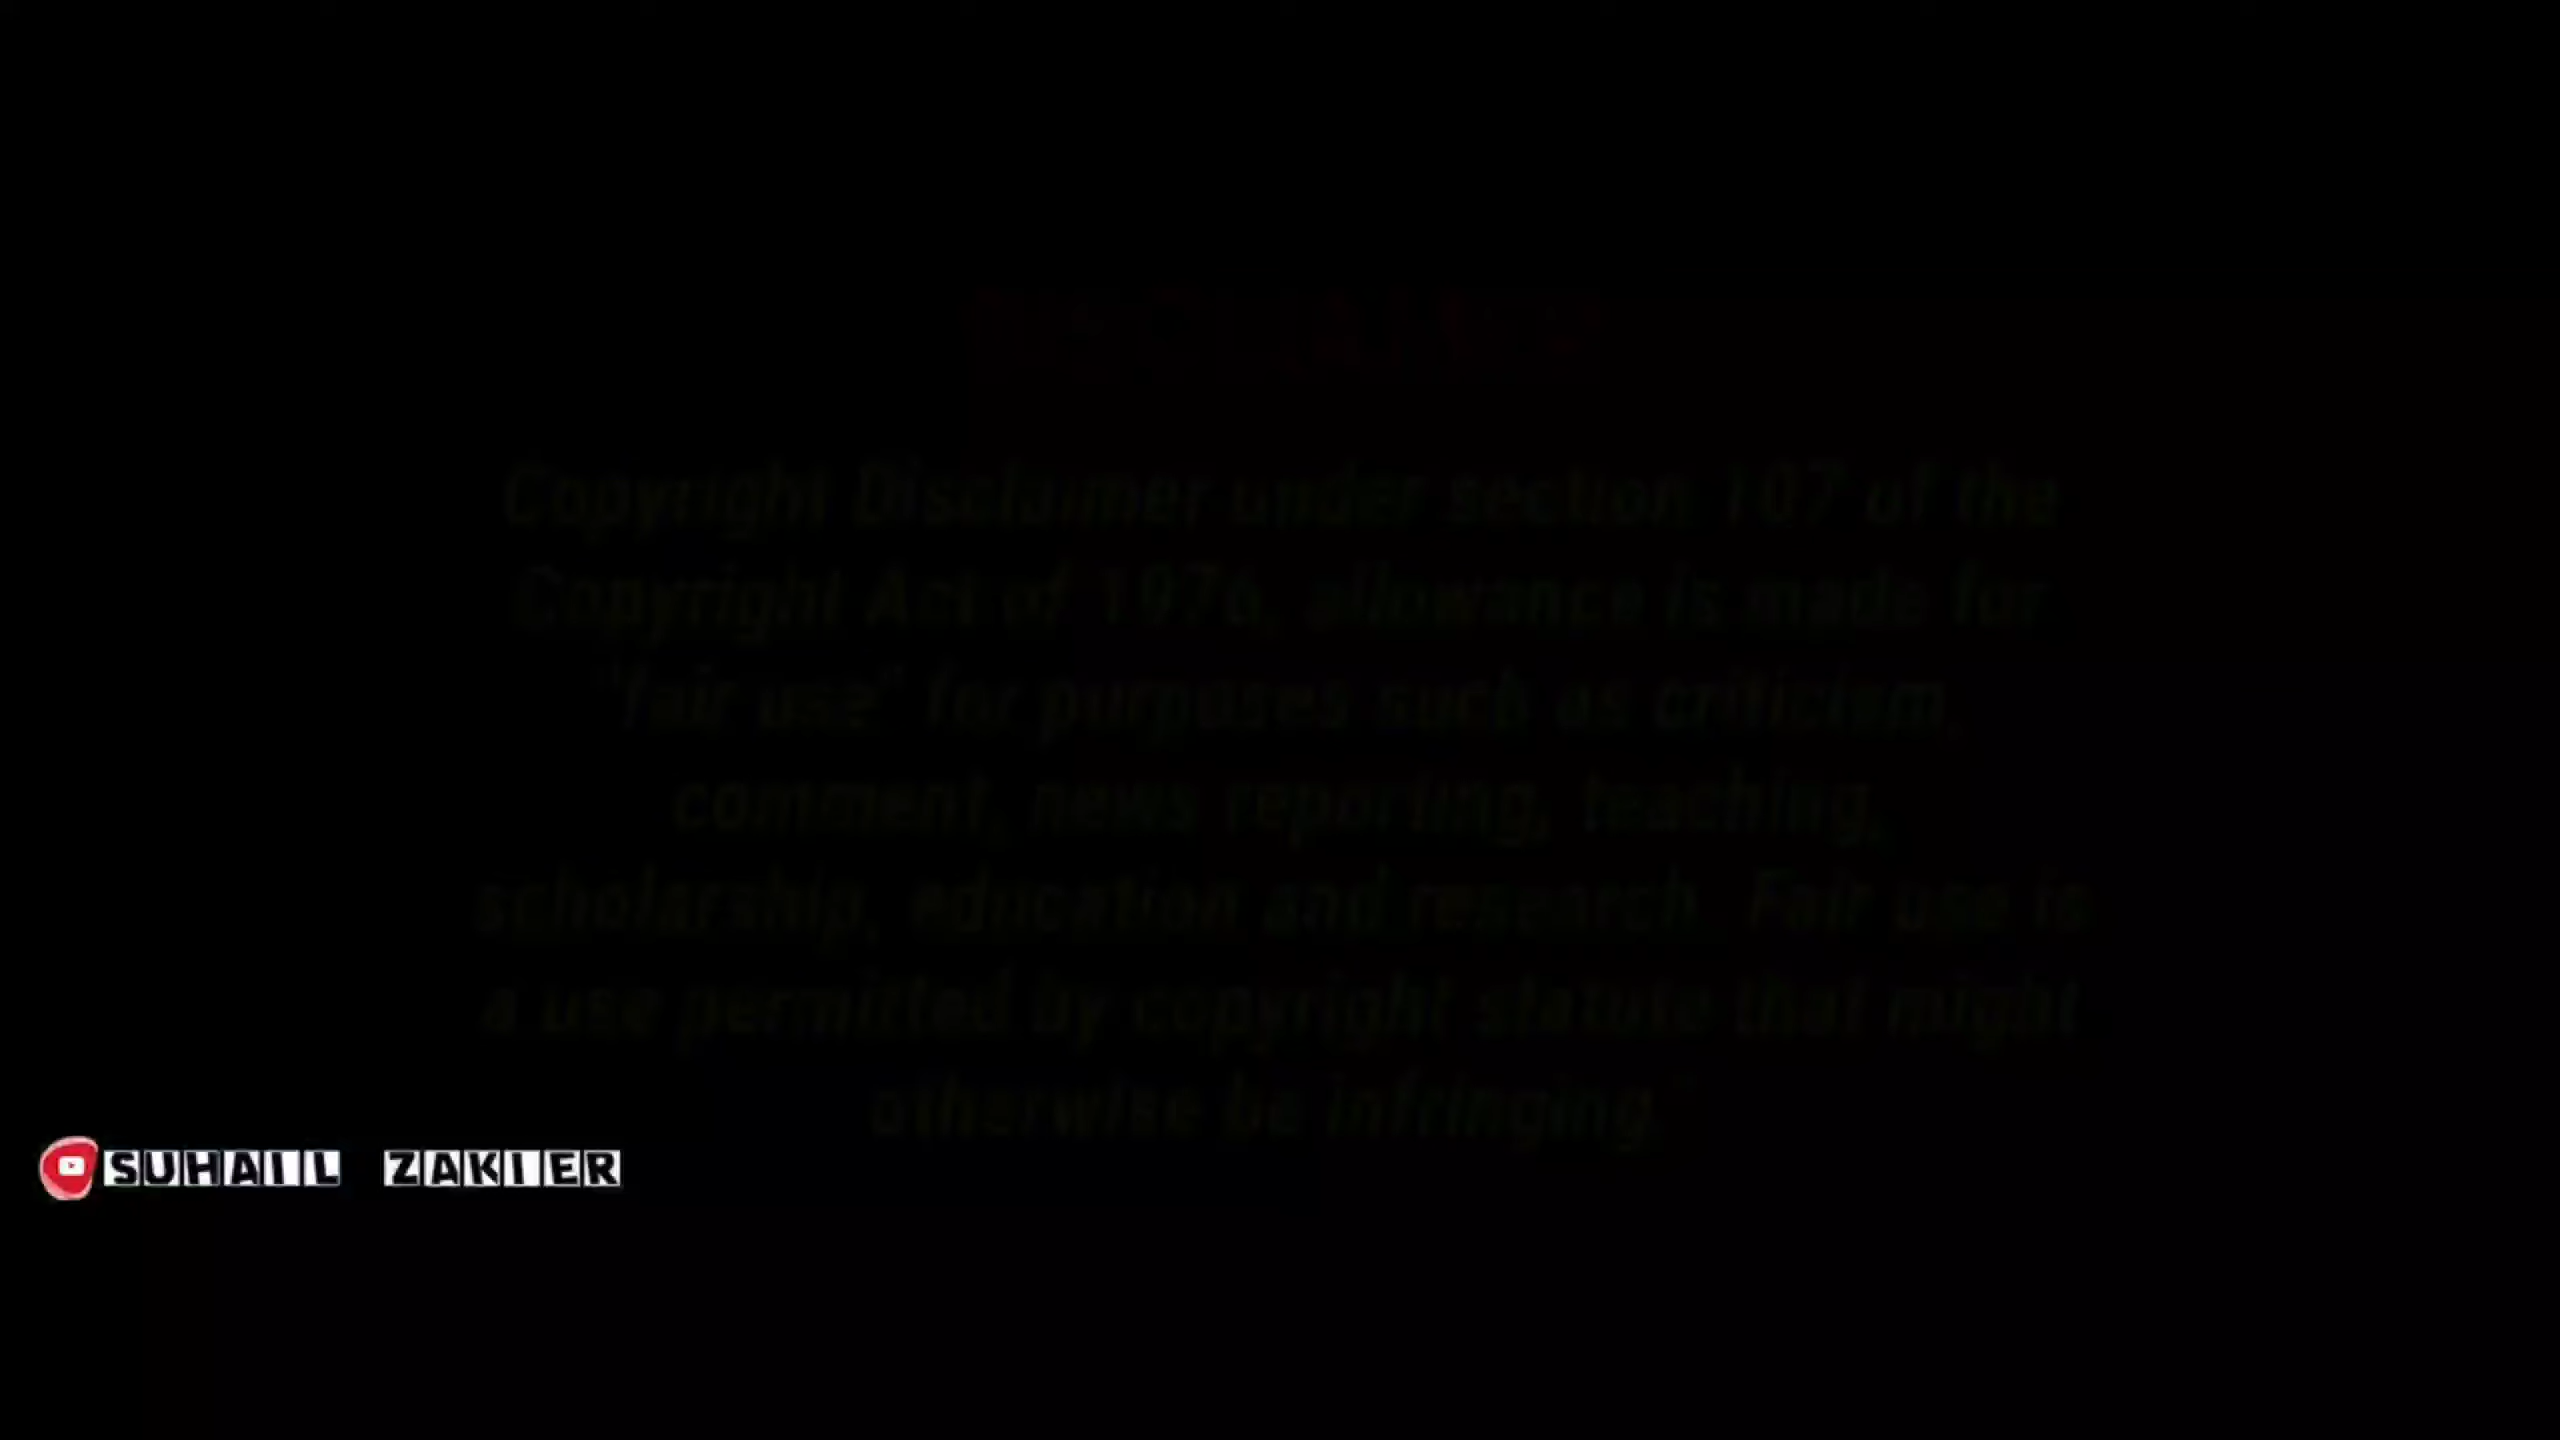 Copyright Disclaimer under section 107 of the
Copyright Act of 1976, allowance is made for
"fair use" for purposes such as criticism,
comment, news reporting, teaching,
scholarship, education and research. Fair use is
a use permitted by copyright statute that might
otherwise be infringing.
SUHAIL ZAKIER